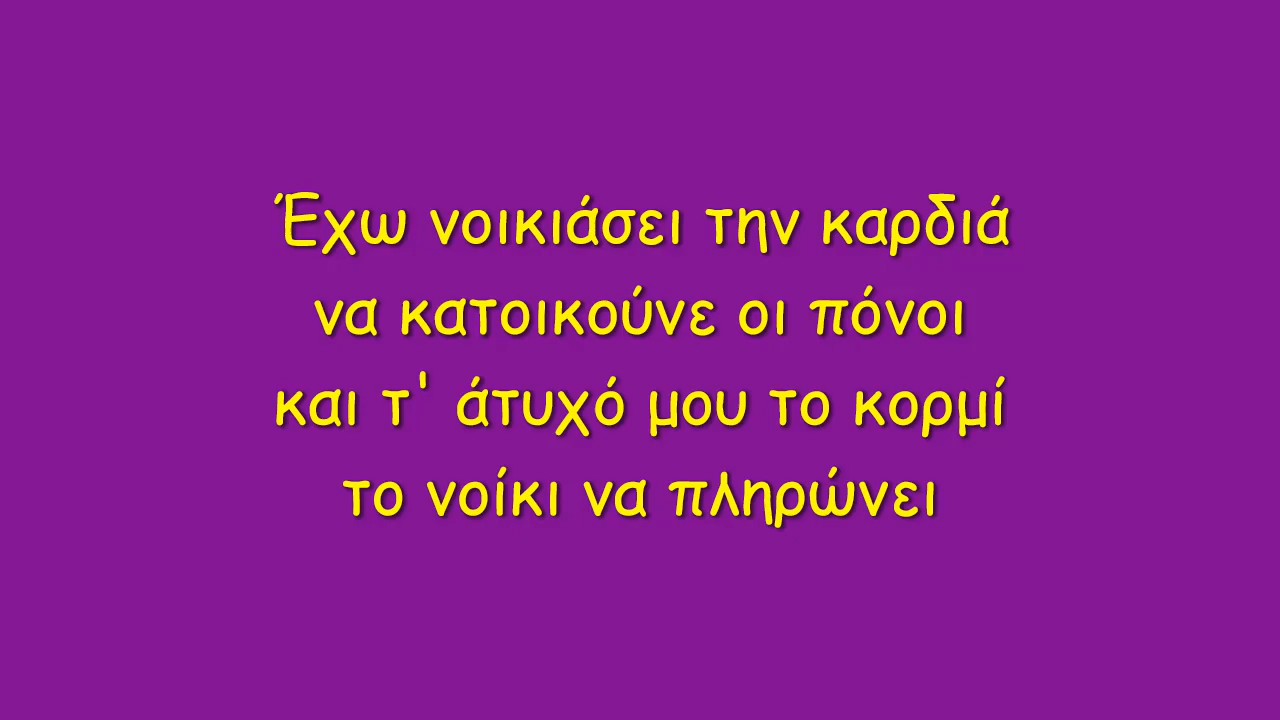 Έχω νοικιάσει την καρδιά
να κατοικούνε οι πόνοι
και τ' άτυχό μου το κορμί
το νοίκι να πληρώνει